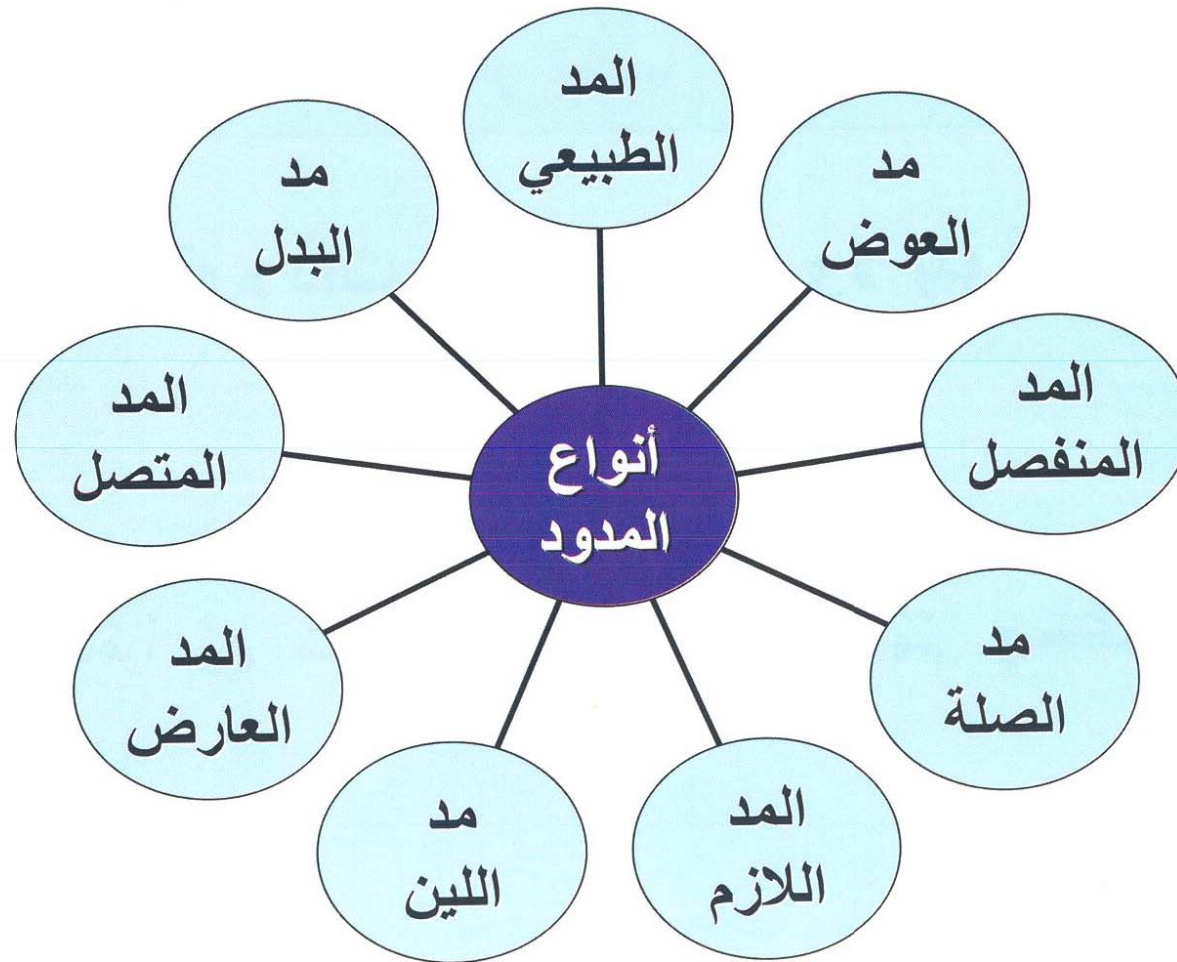 أنواع
المدود
المد
الطبيعي
مد
العوض
المد
المنفصل
مد
الصلة
المد
اللازم
مد
اللين
المد
العارض
المد
المتصل
مد
البدل